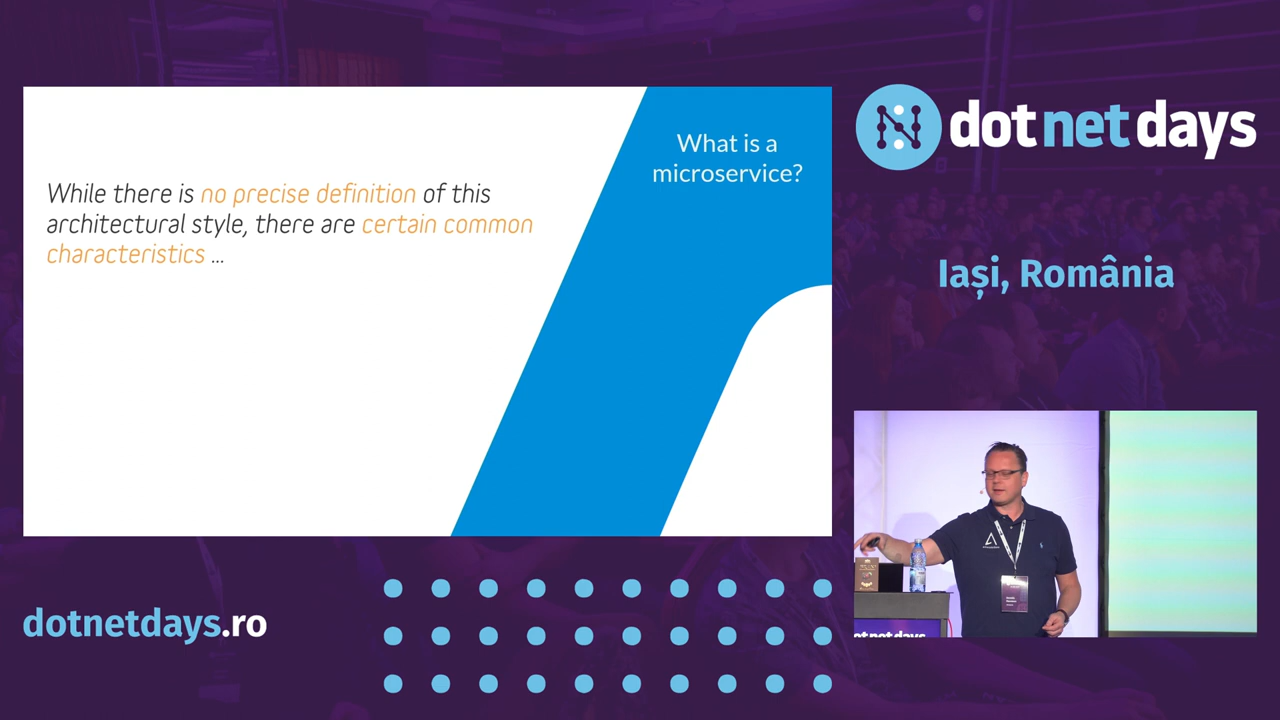 What is a
microservice?
While there is no precise definition of this
architectural style, there are certain common
characteristics ...
dotnetdays
Iași, România
dotnetdays.ro